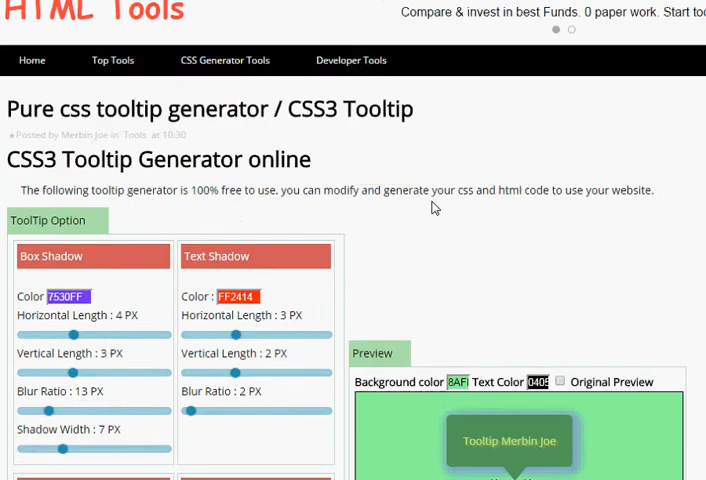 HTML Tools
Compare & invest in best Funds. 0 paper work. Start
Home Top Tools CSS Generator Tools Developer Tools
Pure css tooltip generator / CSS3 Tooltip
Posted by Merbin Joe in Tools at 10:30
CSS3 Tooltip Generator online
The following tooltip generator is 100% free to use, you can modify and generate your css and html code to use your website.
ToolTip Option
Box Shadow
Color 7530FF
Horizontal Length : 4 PX
Vertical Length : 3 PX
Blur Ratio : 13 PX
Shadow Width : 7 PX
Text Shadow
Color : FF2414
Horizontal Length : 3 PX
Vertical Length : 2 PX
Blur Ratio : 2 PX
Preview
Background color 8AF Text Color 040 Original Preview
Tooltip Merbin Joe